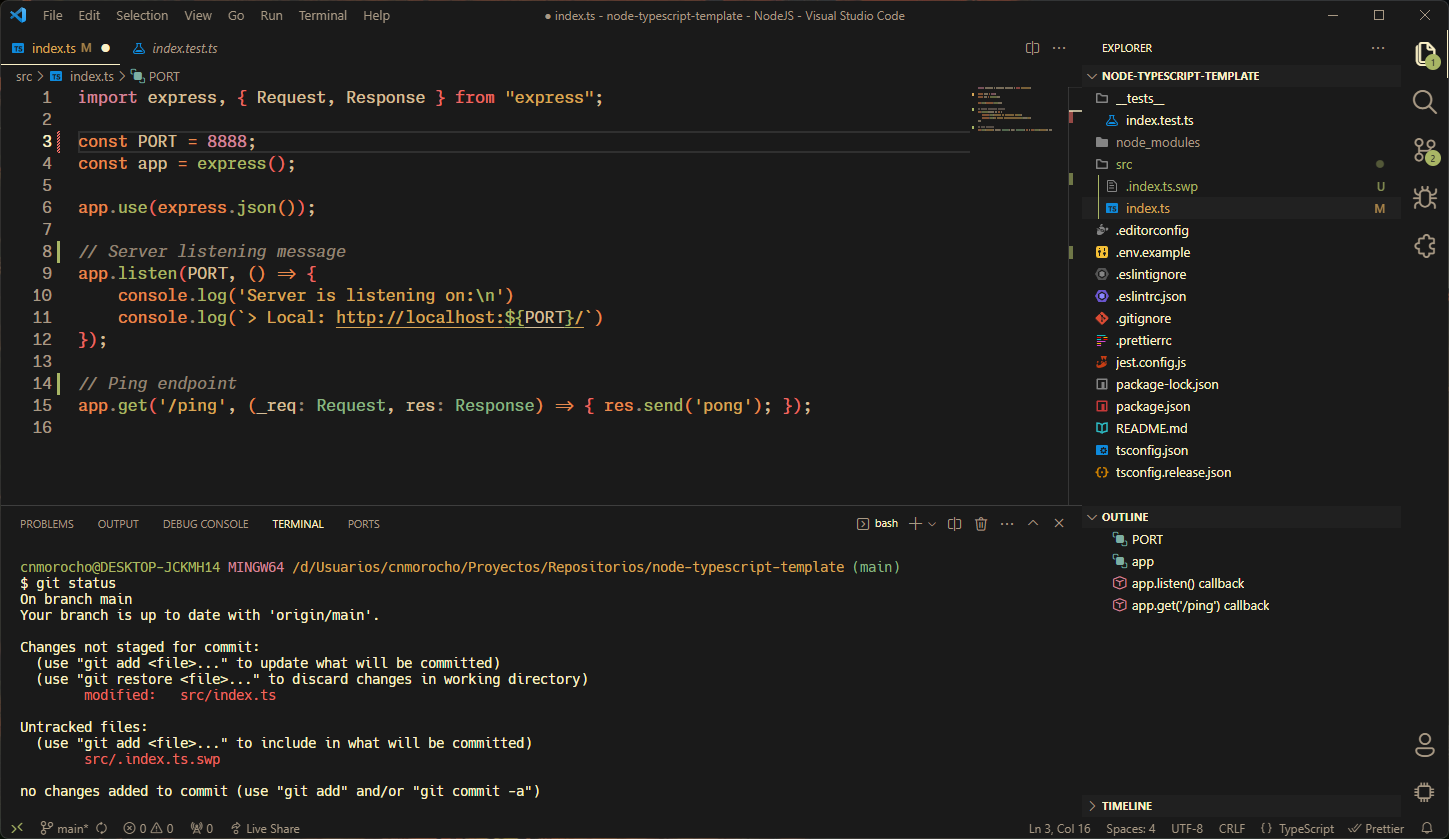 File Edit Selection View Go Run Terminal Help
● index.ts - node-typescript-template - NodeJS - Visual Studio Code
TS index.ts M ●
index.test.ts
src > TS index.ts > PORT
1 import express, { Request, Response } from "express";
2
3 const PORT = 8888;
4 const app = express();
5
6 app.use(express.json());
7
8 // Server listening message
9 app.listen(PORT, () => {
10 console.log('Server is listening on:\n')
11 console.log(`> Local: http://localhost:${PORT}/`)
12 });
13
14 // Ping endpoint
15 app.get('/ping', (_req: Request, res: Response) => { res.send('pong'); });
16
EXPLORER
NODE-TYPESCRIPT-TEMPLATE
__tests__
index.test.ts
node_modules
src
.index.ts.swp U
TS index.ts M
.editorconfig
.env.example
.eslintignore
.eslintrc.json
.gitignore
.prettierrc
jest.config.js
package-lock.json
package.json
README.md
tsconfig.json
tsconfig.release.json
1
2
OUTLINE
PORT
app
app.listen() callback
app.get('/ping') callback
TIMELINE
PROBLEMS OUTPUT DEBUG CONSOLE TERMINAL PORTS
bash
cnmorocho@DESKTOP-JCKMH14 MINGW64 /d/Usuarios/cnmorocho/Proyectos/Repositorios/node-typescript-template (main)
$ git status
On branch main
Your branch is up to date with 'origin/main'.
Changes not staged for commit:
(use "git add <file>..." to update what will be committed)
(use "git restore <file>..." to discard changes in working directory)
modified: src/index.ts
Untracked files:
(use "git add <file>..." to include in what will be committed)
src/.index.ts.swp
no changes added to commit (use "git add" and/or "git commit -a")
main* 0 0 0 Live Share
Ln 3, Col 16 Spaces: 4 UTF-8 CRLF {} TypeScript Prettier